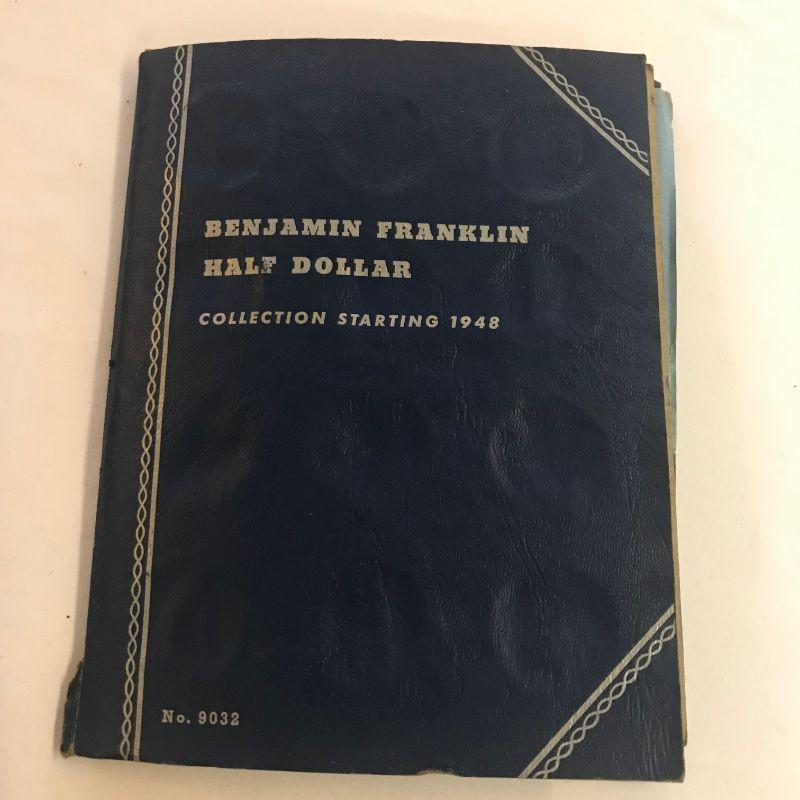 BENJAMIN FRANKLIN
HALF DOLLAR
COLLECTION STARTING 1948
No. 9032